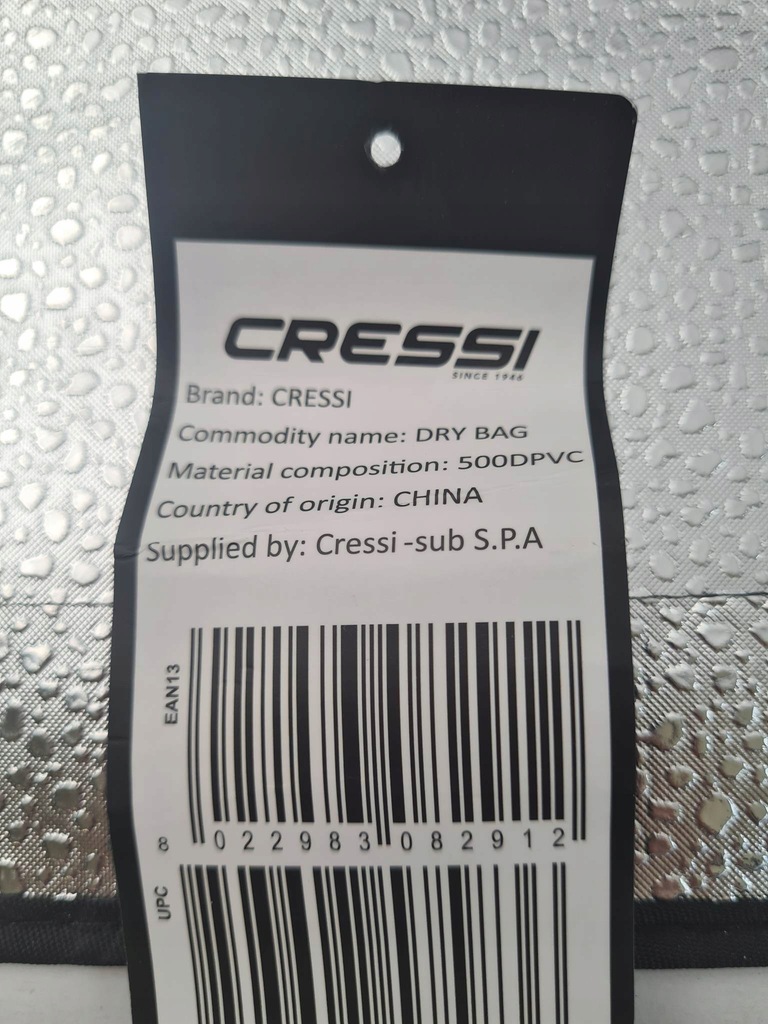 CRESSI
SINCE 1946
Brand: CRESSI
Commodity name: DRY BAG
Material composition: 500DPVC
Country of origin: CHINA
Supplied by: Cressi-sub S.P.A
EAN13
8 022983 082912
UPC